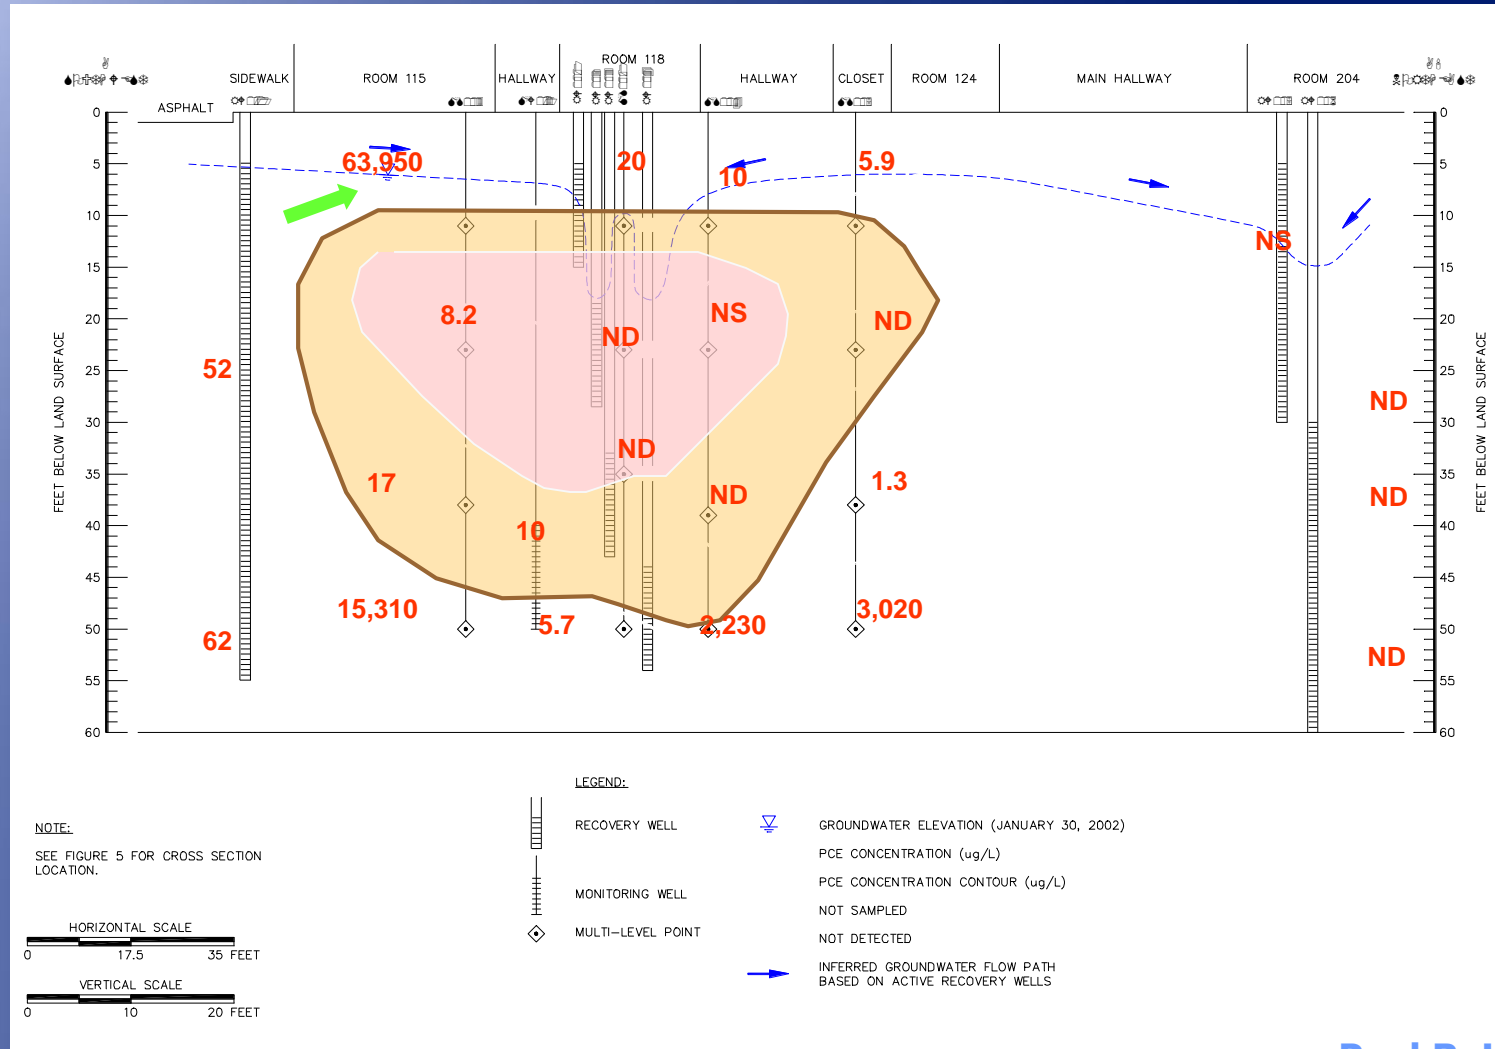 ROOM 118
SIDEWALK
ROOM 115
HALLWAY
HALLWAY
CLOSET
ROOM 124
MAIN HALLWAY
ROOM 204
ASPHALT
0
5
10
15
20
25
30
35
40
45
50
55
60
FEET BELOW LAND SURFACE
63,950
20
10
5.9
NS
8.2
NS
ND
ND
52
ND
ND
17
ND
1.3
ND
10
15,310
5.7
2,230
3,020
62
ND
0
5
10
15
20
25
30
35
40
45
50
55
60
FEET BELOW LAND SURFACE
NOTE:
SEE FIGURE 5 FOR CROSS SECTION
LOCATION.
HORIZONTAL SCALE
0 17.5 35 FEET
VERTICAL SCALE
0 10 20 FEET
LEGEND:
RECOVERY WELL
MONITORING WELL
MULTI-LEVEL POINT
GROUNDWATER ELEVATION (JANUARY 30, 2002)
PCE CONCENTRATION (ug/L)
PCE CONCENTRATION CONTOUR (ug/L)
NOT SAMPLED
NOT DETECTED
INFERRED GROUNDWATER FLOW PATH
BASED ON ACTIVE RECOVERY WELLS